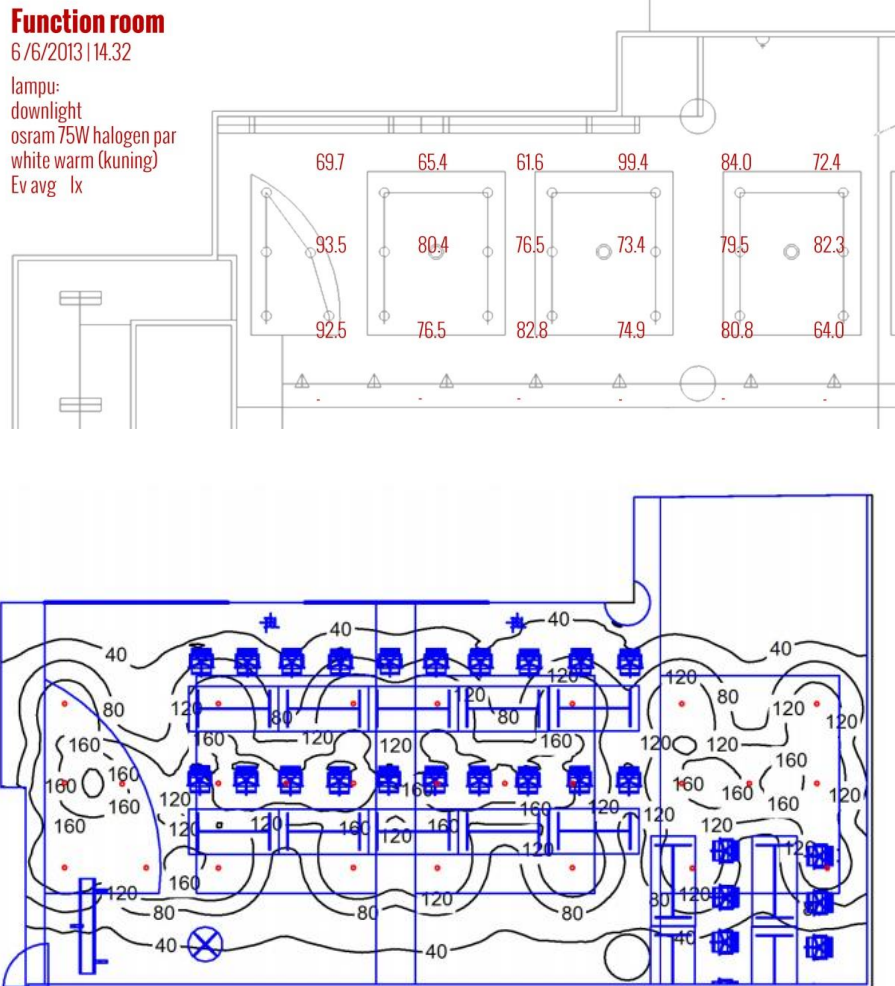 Function room
6/6/2013 | 14.32
lampu:
downlight
osram 75W halogen par
white warm (kuning)
Ev avg lx
69.7 65.4 61.6 99.4 84.0 72.4
93.5 80.4 76.5 73.4 79.5 82.3
92.5 76.5 82.8 74.9 80.8 64.0
- - - - - -
40 40 40 40
120 120
80 120 80 80 80 120 120
160 160 120 120 160 120 120
160 160 160 160 160 120
160 120 160 120 160 160 120
160 120 120 160 120 160 120 120
160 120 120
120 120 80 120
80 80 80
40 40 40